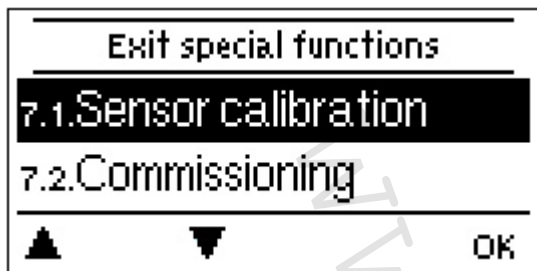 Exit special functions
7.1.Sensor calibration
7.2.Commissioning
▲ ▼ OK